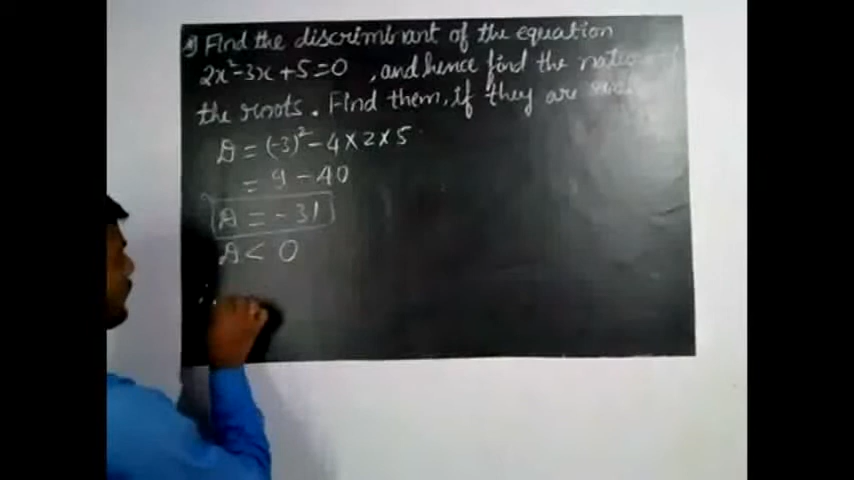 Find the discriminant of the equation
2x²-3x+5=0, and hence find the
the roots. Find them, if they are
D = (-3)² - 4×2×5
= 9 - 40
D = -31
D < 0